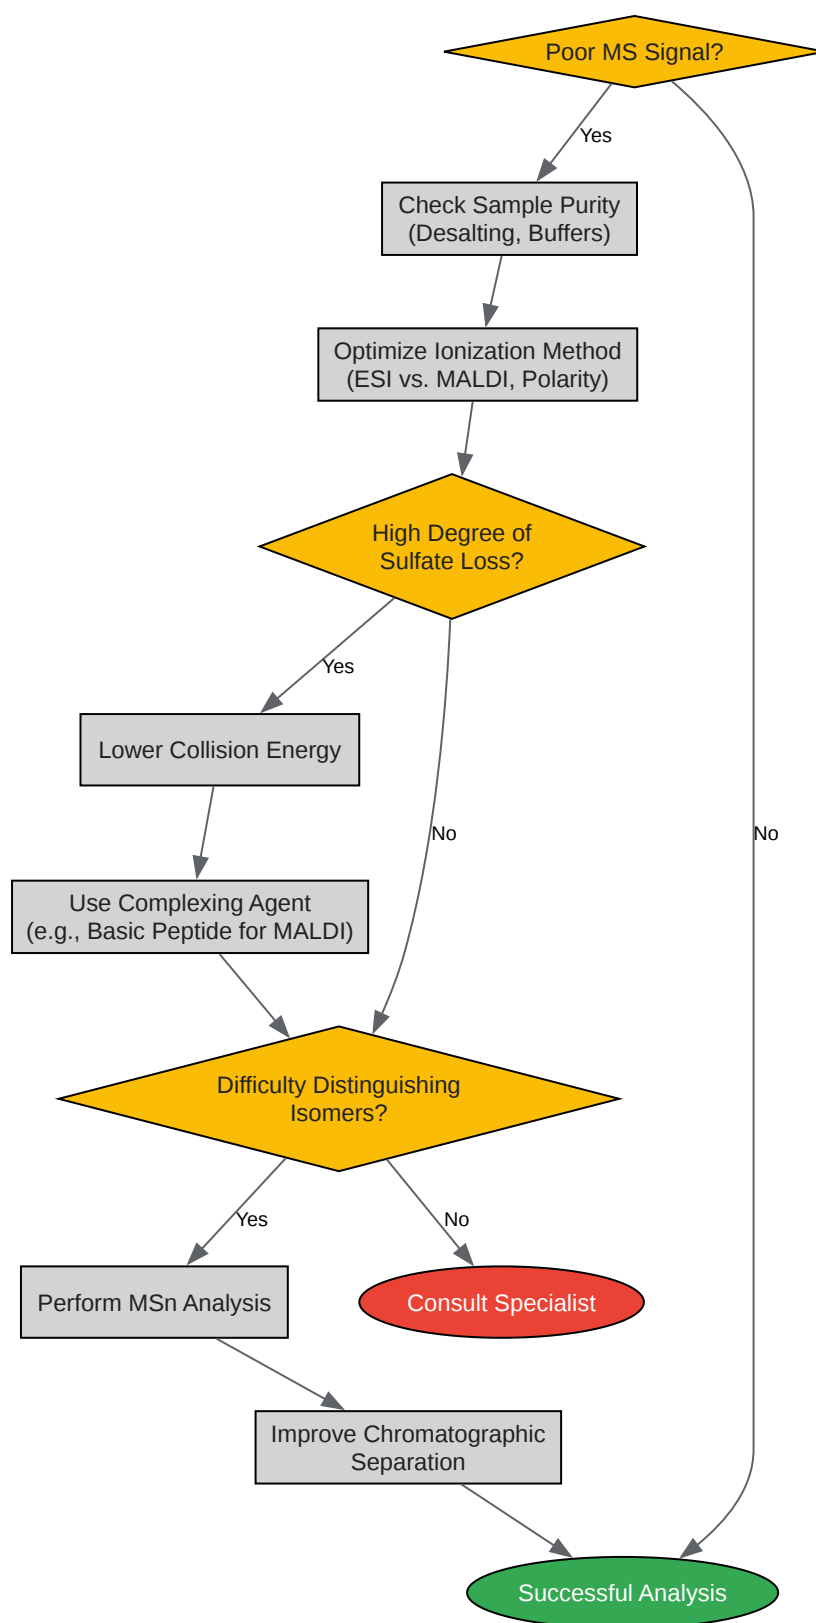 Poor MS Signal?
Yes
Check Sample Purity
(Desalting, Buffers)
Optimize Ionization Method
(ESI vs. MALDI, Polarity)
High Degree of
Sulfate Loss?
Yes
Lower Collision Energy
No
No
Use Complexing Agent
(e.g., Basic Peptide for MALDI)
Difficulty Distinguishing
Isomers?
Yes
No
Perform MSn Analysis
Consult Specialist
Improve Chromatographic
Separation
Successful Analysis